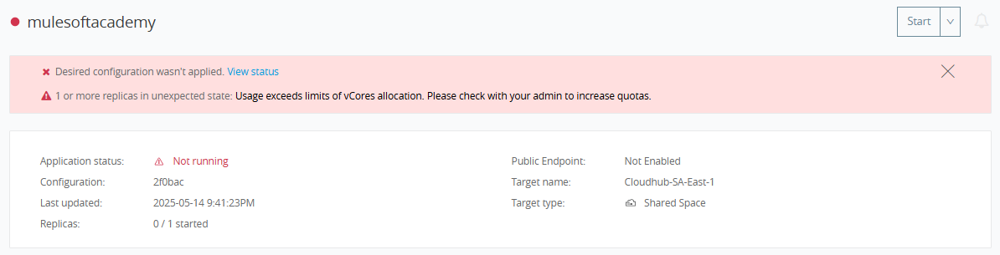 mulesoftacademy
Start
Desired configuration wasn't applied. View status
1 or more replicas in unexpected state: Usage exceeds limits of vCores allocation. Please check with your admin to increase quotas.
Application status: Not running
Configuration: 2f0bac
Last updated: 2025-05-14 9:41:23PM
Replicas: 0 / 1 started
Public Endpoint: Not Enabled
Target name: Cloudhub-SA-East-1
Target type: Shared Space